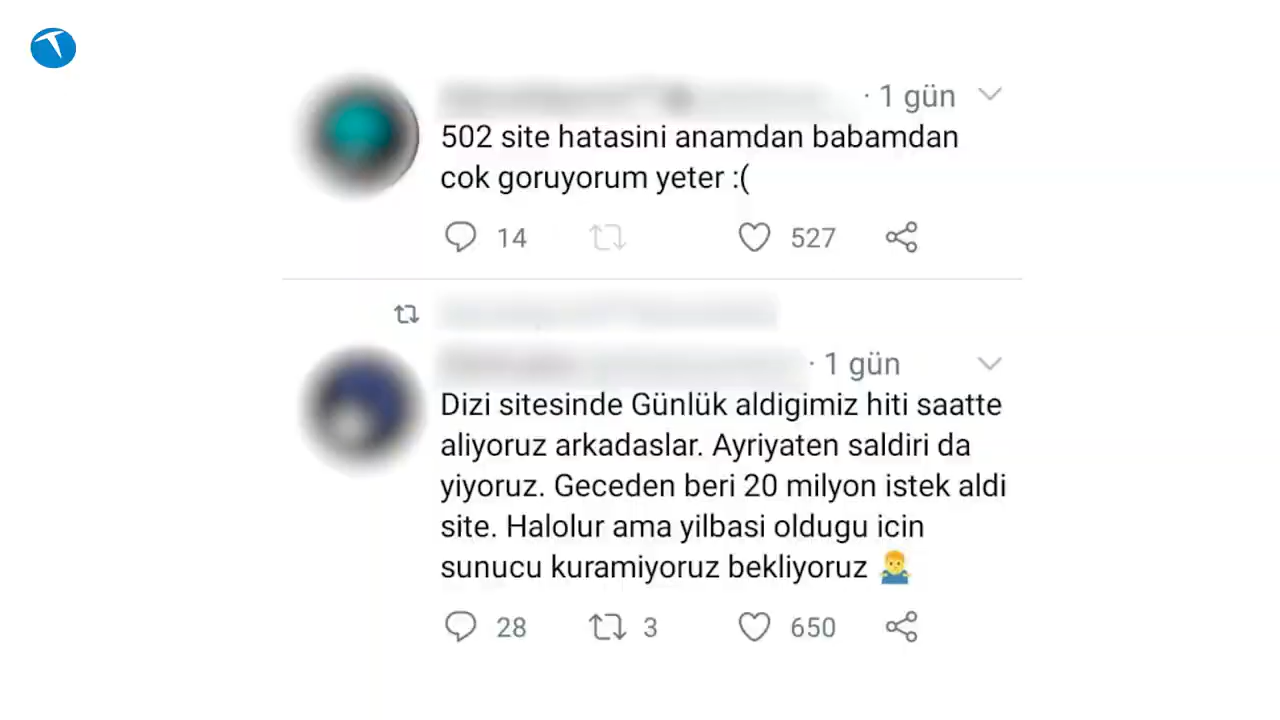 · 1 gün
502 site hatasini anamdan babamdan
cok goruyorum yeter :(
14 527
· 1 gün
Dizi sitesinde Günlük aldigimiz hiti saatte
aliyoruz arkadaslar. Ayriyaten saldiri da
yiyoruz. Geceden beri 20 milyon istek aldi
site. Halolur ama yilbasi oldugu icin
sunucu kuramiyoruz bekliyoruz 🤷‍♂️
28 3 650